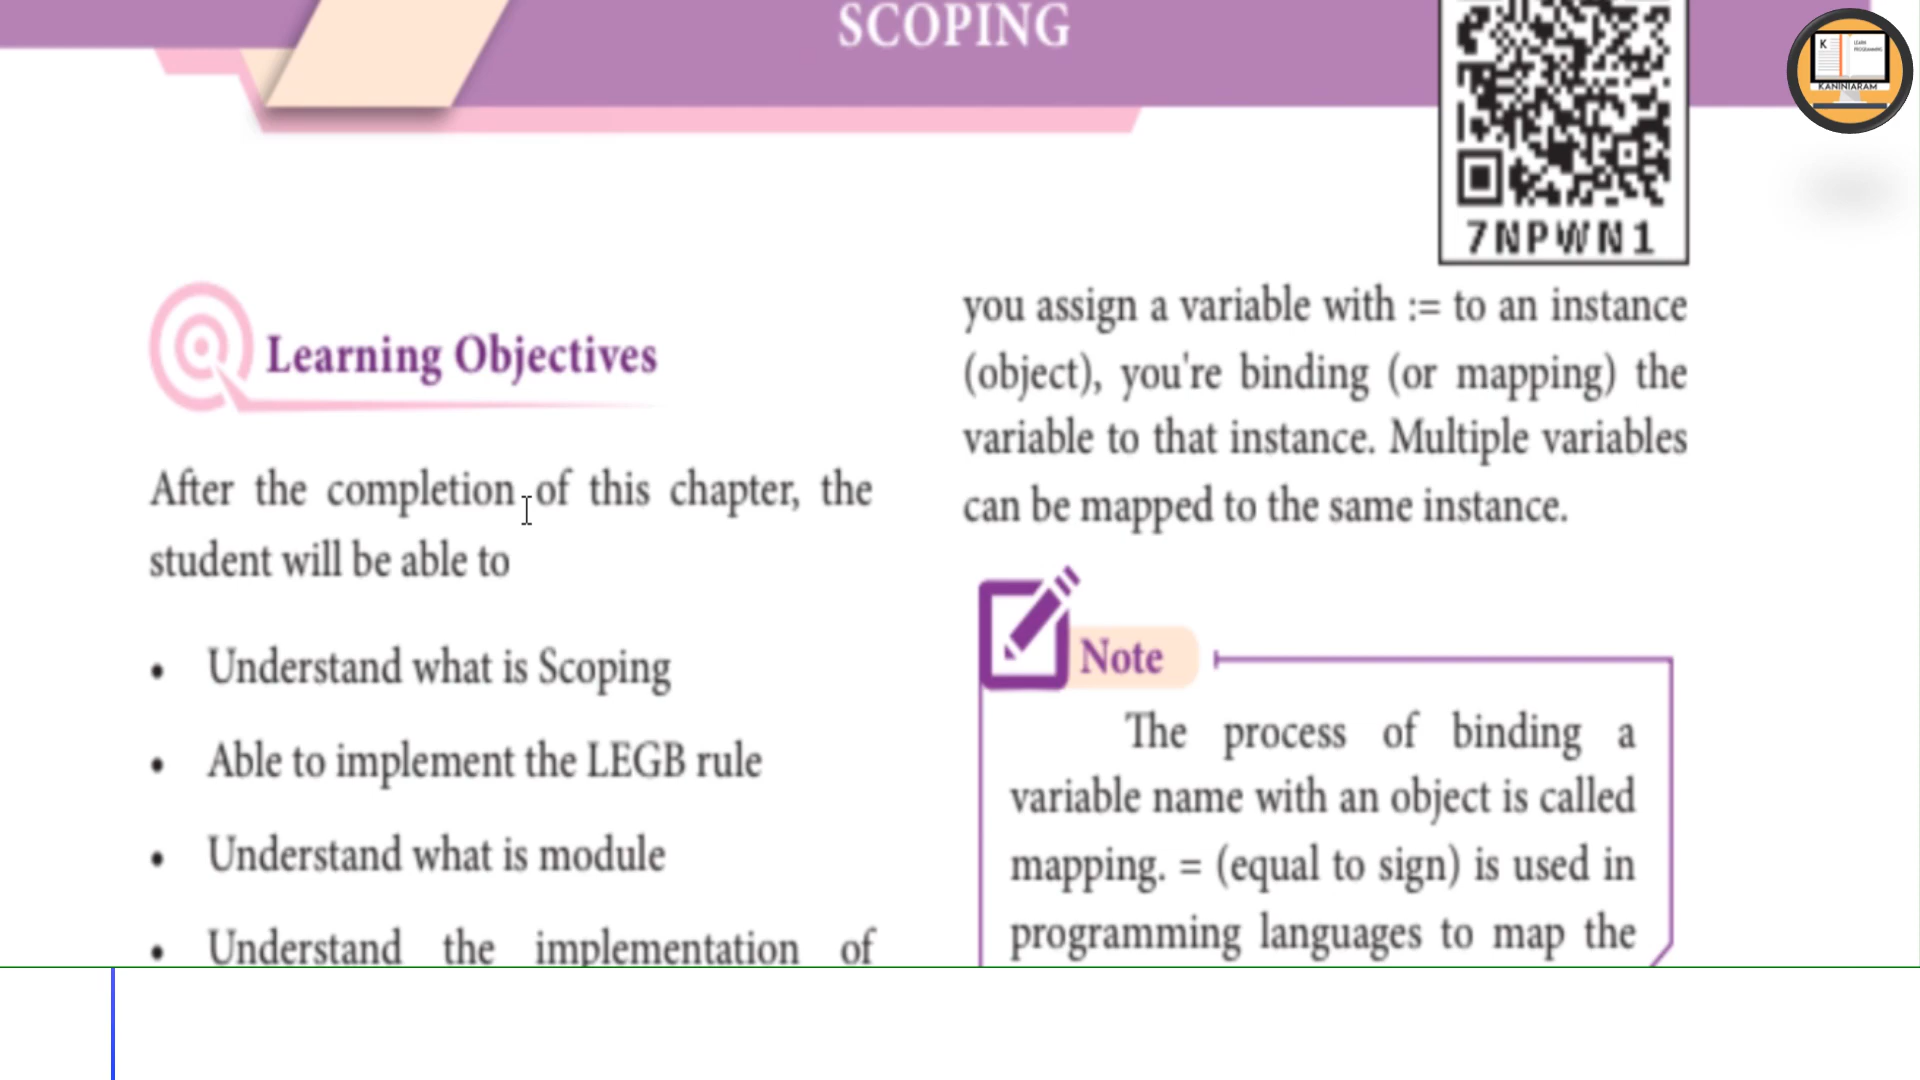 SCOPING
K
LEARN
PROGRAMMING
KANINIARAM
7NPWN1
Learning Objectives
After the completion of this chapter, the
student will be able to
• Understand what is Scoping
• Able to implement the LEGB rule
• Understand what is module
• Understand the implementation of
you assign a variable with := to an instance
(object), you're binding (or mapping) the
variable to that instance. Multiple variables
can be mapped to the same instance.
Note
The process of binding a
variable name with an object is called
mapping. = (equal to sign) is used in
programming languages to map the